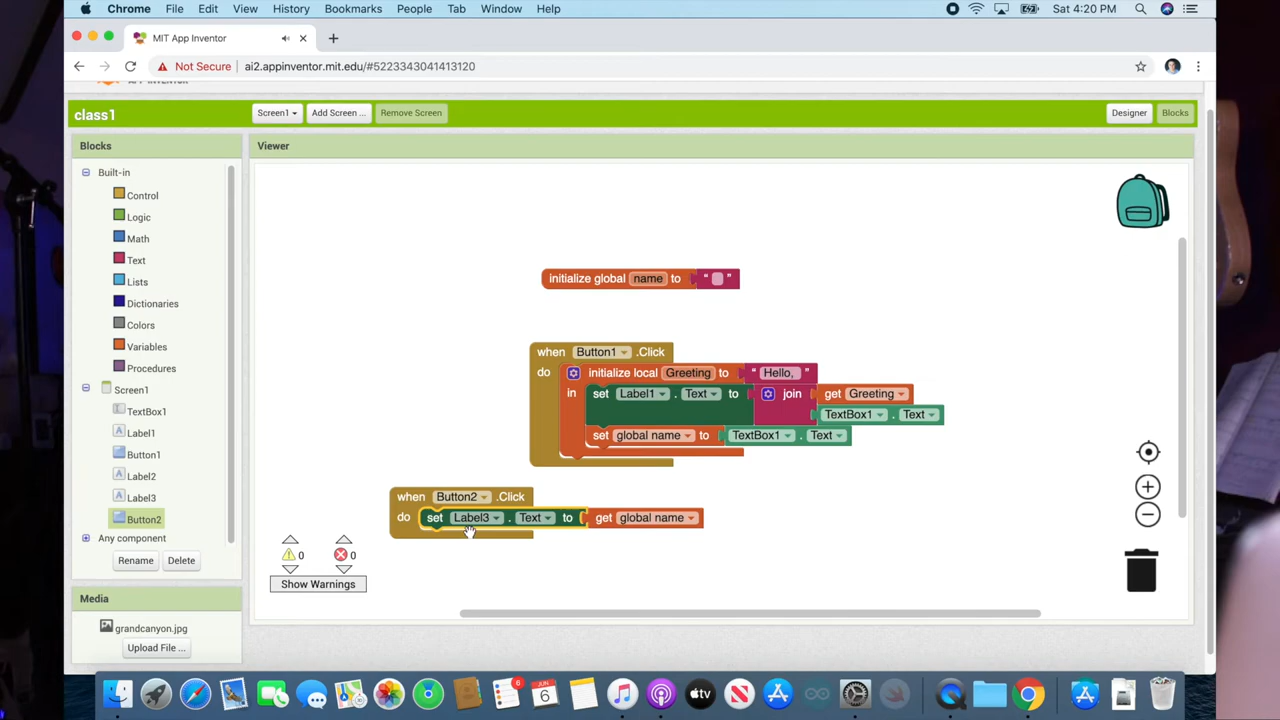 Chrome File Edit View History Bookmarks People Tab Window Help Sat 4:20 PM
MIT App Inventor
Not Secure ai2.appinventor.mit.edu/#5223343041413120
class1 Screen1 Add Screen ... Remove Screen Designer Blocks
Blocks
Viewer
Built-in
Control
Logic
Math
Text
Lists
Dictionaries
Colors
Variables
Procedures
Screen1
TextBox1
Label1
Button1
Label2
Label3
Button2
Any component
Rename Delete
Media
grandcanyon.jpg
Upload File ...
initialize global name to " "
when Button1 .Click
do initialize local Greeting to " Hello, "
in set Label1 . Text to join get Greeting
TextBox1 . Text
set global name to TextBox1 . Text
when Button2 .Click
do set Label3 . Text to get global name
0 0
Show Warnings
6
JUN
6
tv